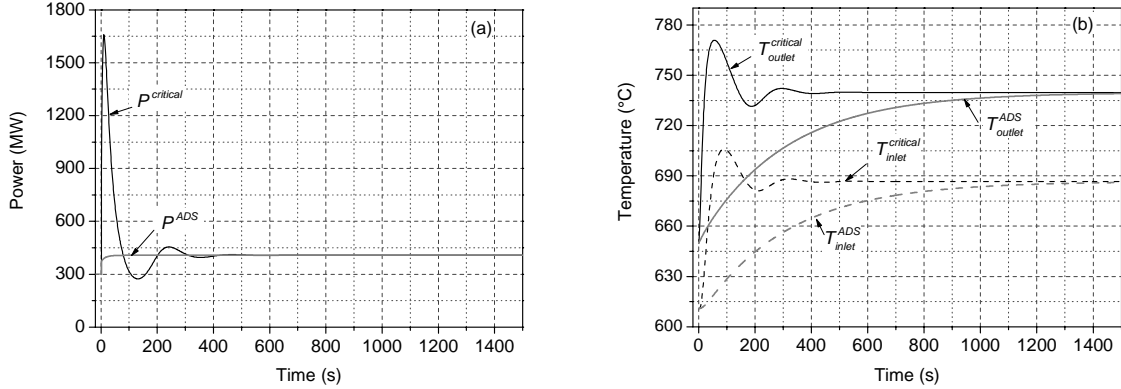 (a)
1800
1500
1200
900
600
300
0
Power (MW)
P^critical
P^ADS
0 200 400 600 800 1000 1200 1400
Time (s)
(b)
780
750
720
690
660
630
600
Temperature (°C)
T^critical_outlet
T^ADS_outlet
T^critical_inlet
T^ADS_inlet
0 200 400 600 800 1000 1200 1400
Time (s)